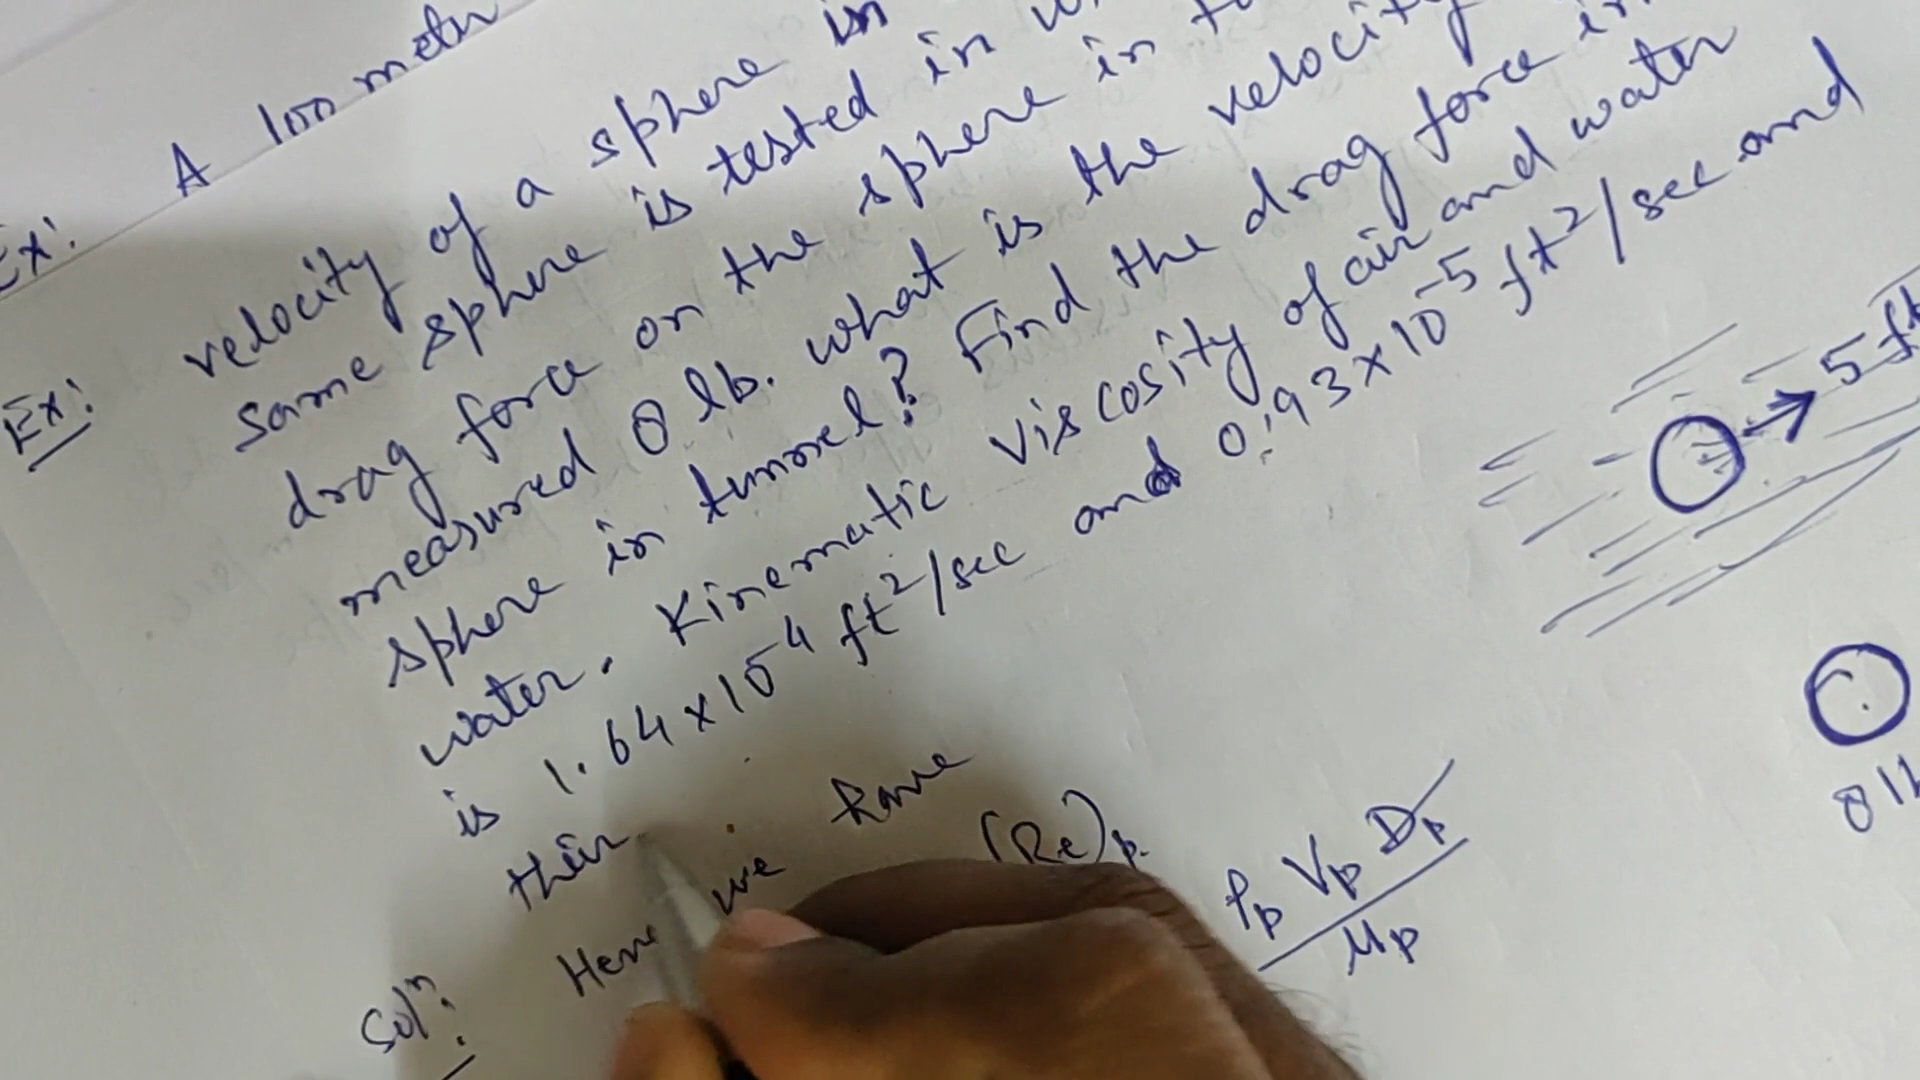 Ex: A 100 meter
Ex: velocity of a sphere in
same sphere is tested in
drag force on the sphere in
measured 8 lb. what is the velocity
sphere in tunnel? Find the drag force in
water. Kinematic viscosity of air and water
is 1.64×10⁻⁴ ft²/sec and 0.93×10⁻⁵ ft²/sec and
their
5 ft
8 lb
Soln: Here we have
(Re)p
ρp Vp Dp
μp